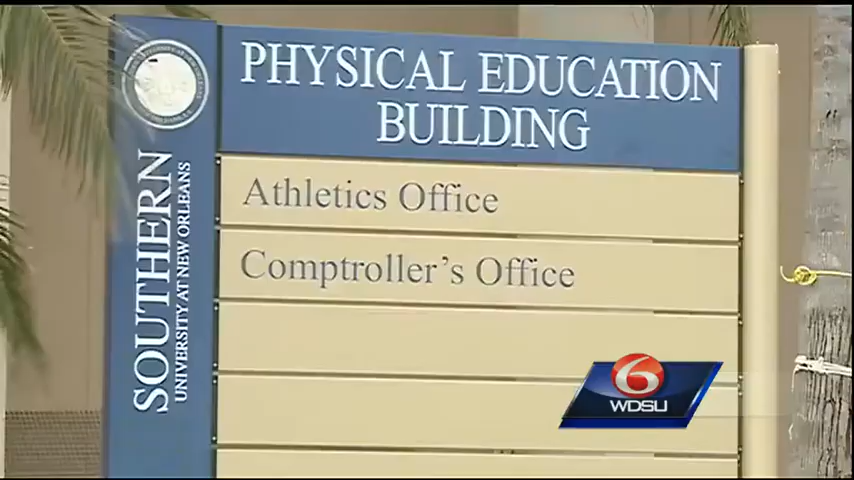 PHYSICAL EDUCATION
BUILDING
Athletics Office
Comptroller's Office
SOUTHERN
UNIVERSITY AT NEW ORLEANS
6
WDSU